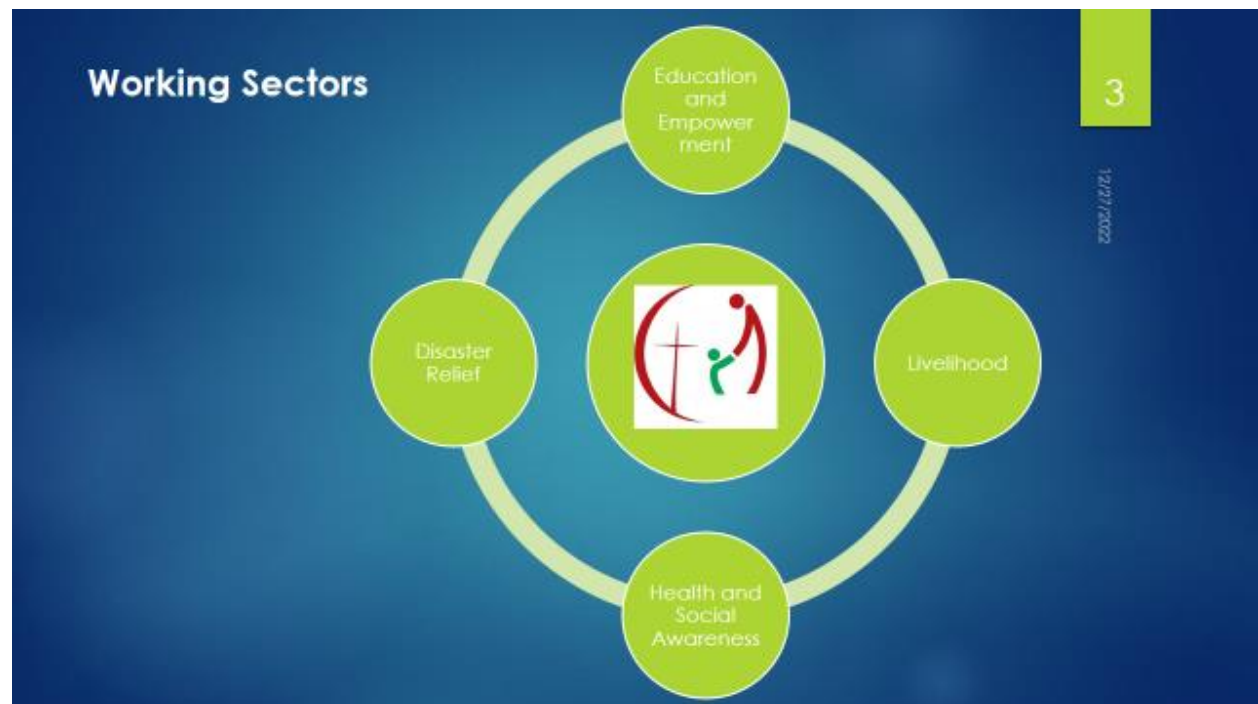 Working Sectors
3
12/27/2022
Education
and
Empower
ment
Disaster
Relief
Livelihood
Health and
Social
Awareness